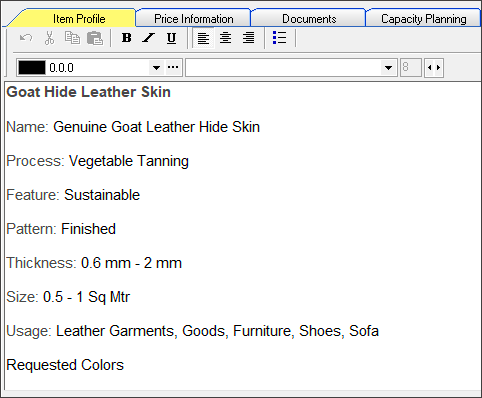 Item Profile Price Information Documents Capacity Planning
B I U
0.0.0 8
Goat Hide Leather Skin
Name: Genuine Goat Leather Hide Skin
Process: Vegetable Tanning
Feature: Sustainable
Pattern: Finished
Thickness: 0.6 mm - 2 mm
Size: 0.5 - 1 Sq Mtr
Usage: Leather Garments, Goods, Furniture, Shoes, Sofa
Requested Colors